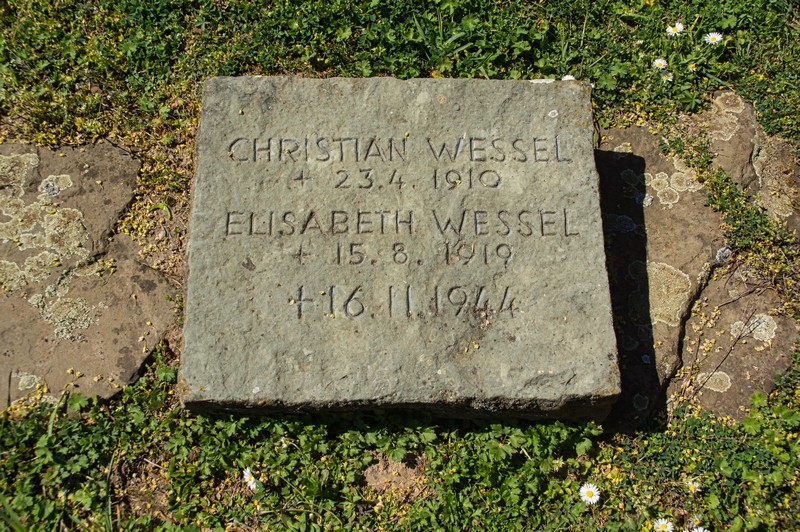 CHRISTIAN WESSEL
+ 23.4. 1910
ELISABETH WESSEL
+ 15. 8. 1919
+ 16. 11. 1944